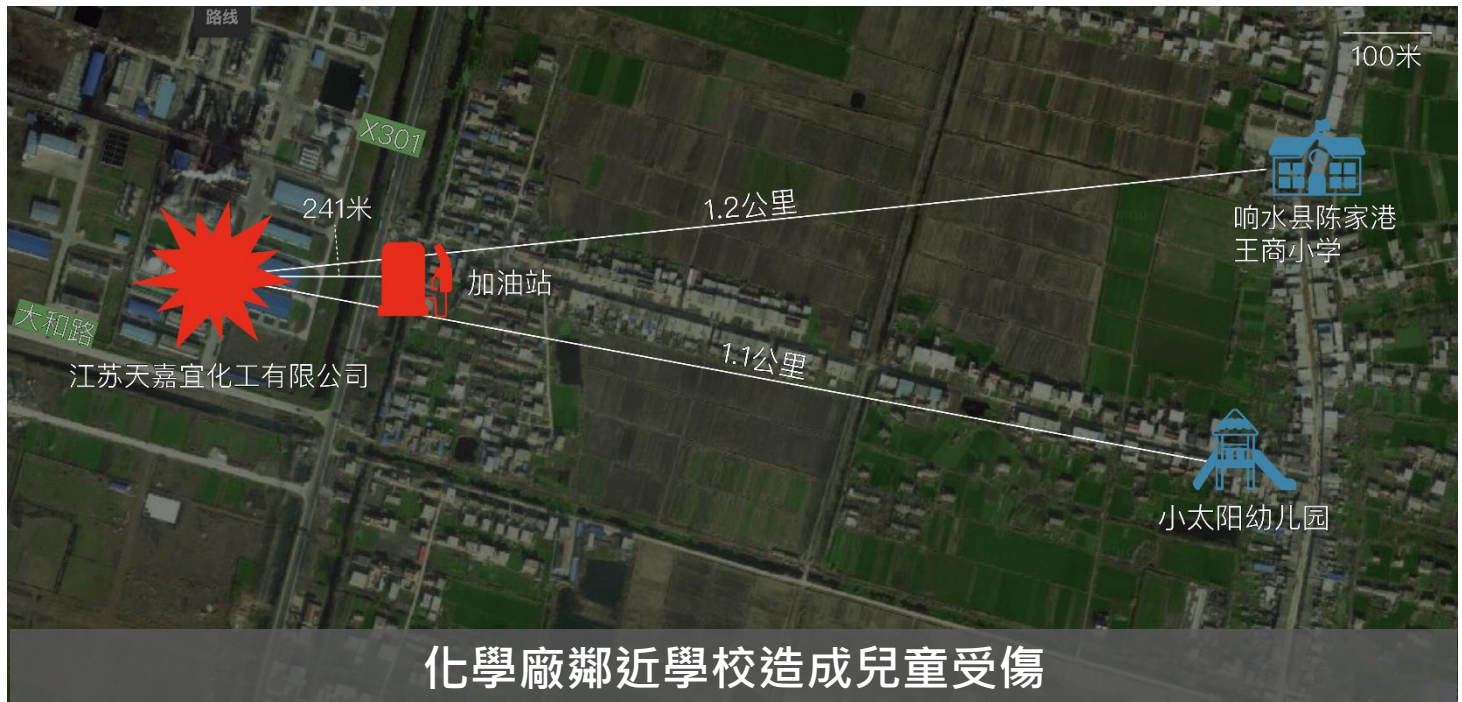 路线
100米
X301
1.2公里
241米
响水县陈家港
王商小学
加油站
大和路
1.1公里
江苏天嘉宜化工有限公司
小太阳幼儿园
化學廠鄰近學校造成兒童受傷